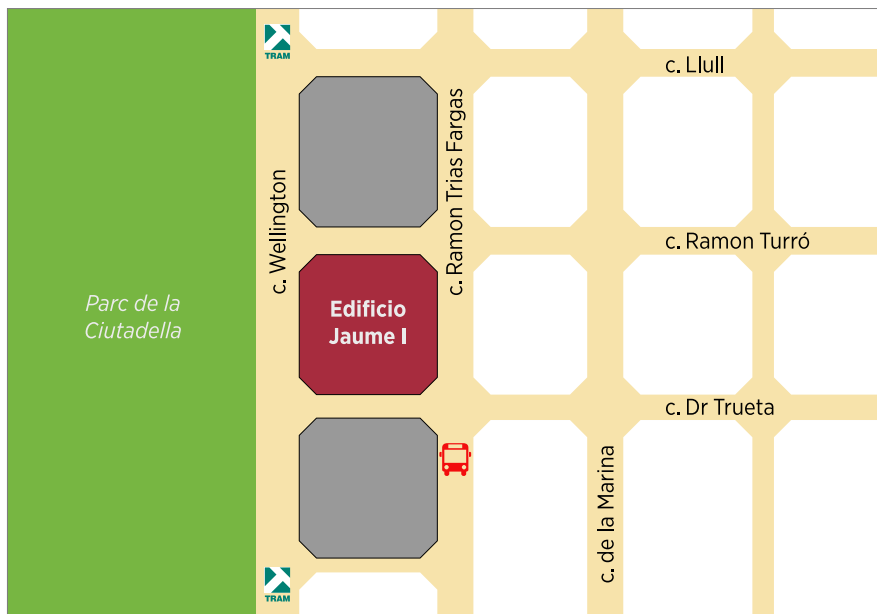 TRAM
c. Llull
c. Wellington
c. Ramon Trias Fargas
c. Ramon Turró
Parc de la
Ciutadella
Edificio
Jaume I
c. Dr Trueta
c. de la Marina
TRAM